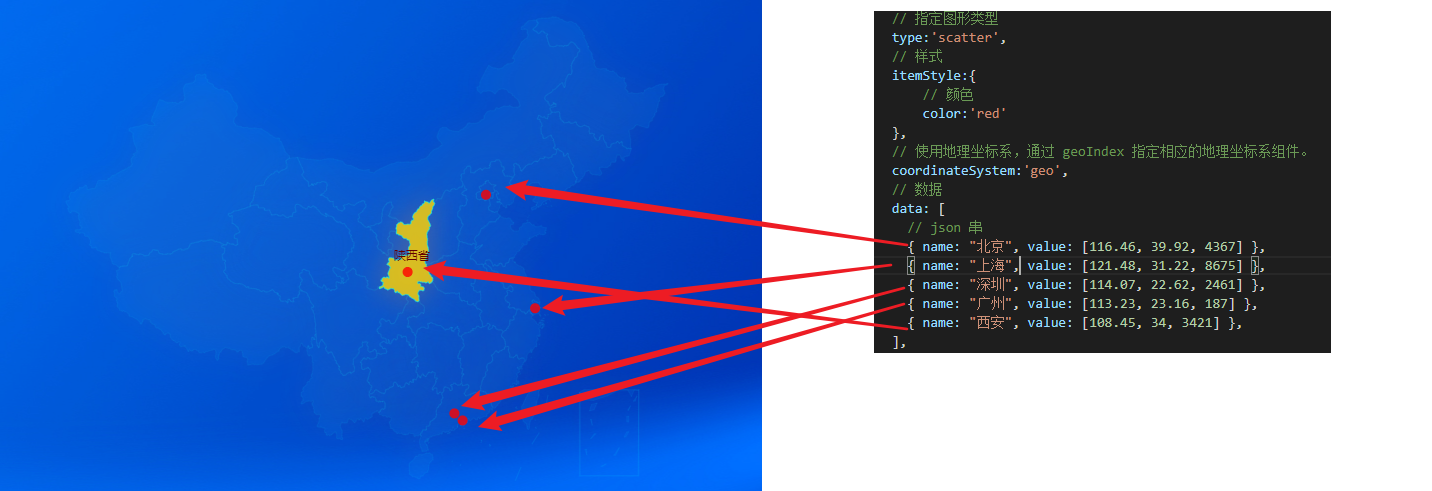 陕西省
// 指定图形类型
type:'scatter',
// 样式
itemStyle:{
// 颜色
color:'red'
},
// 使用地理坐标系，通过 geoIndex 指定相应的地理坐标系组件。
coordinateSystem:'geo',
// 数据
data: [
// json 串
{ name: "北京", value: [116.46, 39.92, 4367] },
{ name: "上海", value: [121.48, 31.22, 8675] },
{ name: "深圳", value: [114.07, 22.62, 2461] },
{ name: "广州", value: [113.23, 23.16, 187] },
{ name: "西安", value: [108.45, 34, 3421] },
],